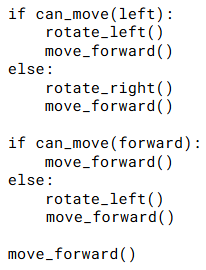 if can_move(left):
    rotate_left()
    move_forward()
else:
    rotate_right()
    move_forward()

if can_move(forward):
    move_forward()
else:
    rotate_left()
    move_forward()

move_forward()